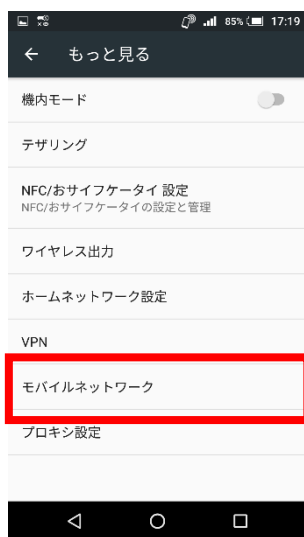 85% 17:19
もっと見る
機内モード
テザリング
NFC/おサイフケータイ 設定
NFC/おサイフケータイの設定と管理
ワイヤレス出力
ホームネットワーク設定
VPN
モバイルネットワーク
プロキシ設定